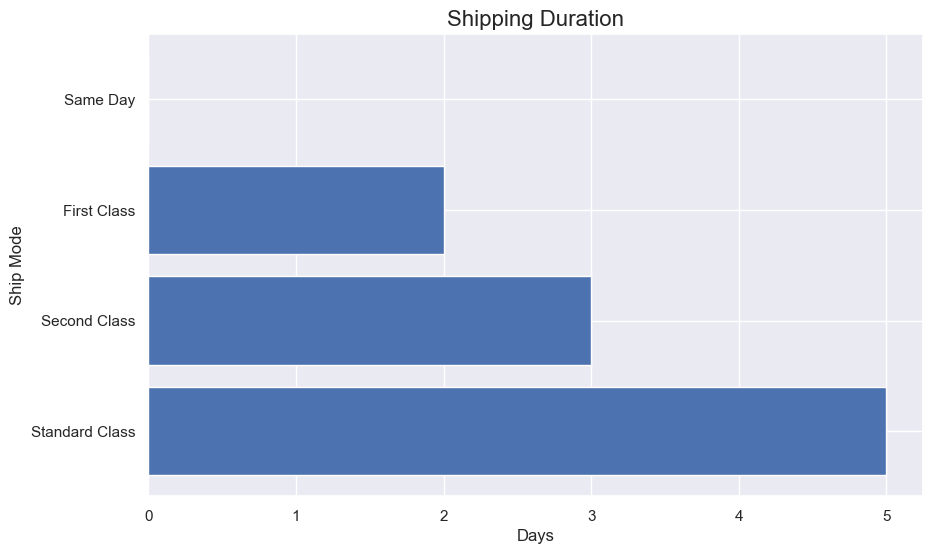 Shipping Duration
Same Day
First Class
Second Class
Standard Class
Ship Mode
0 1 2 3 4 5
Days